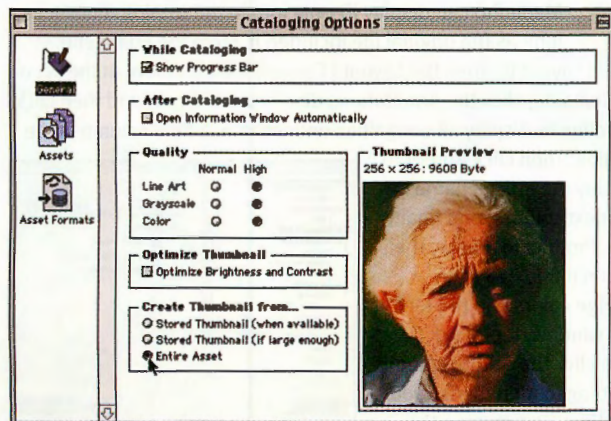 Cataloging Options
General
Assets
Asset Formats
While Cataloging
Show Progress Bar
After Cataloging
Open Information Window Automatically
Quality
Normal High
Line Art
Grayscale
Color
Optimize Thumbnail
Optimize Brightness and Contrast
Create Thumbnail from...
Stored Thumbnail (when available)
Stored Thumbnail (if large enough)
Entire Asset
Thumbnail Preview
256 x 256: 9608 Byte